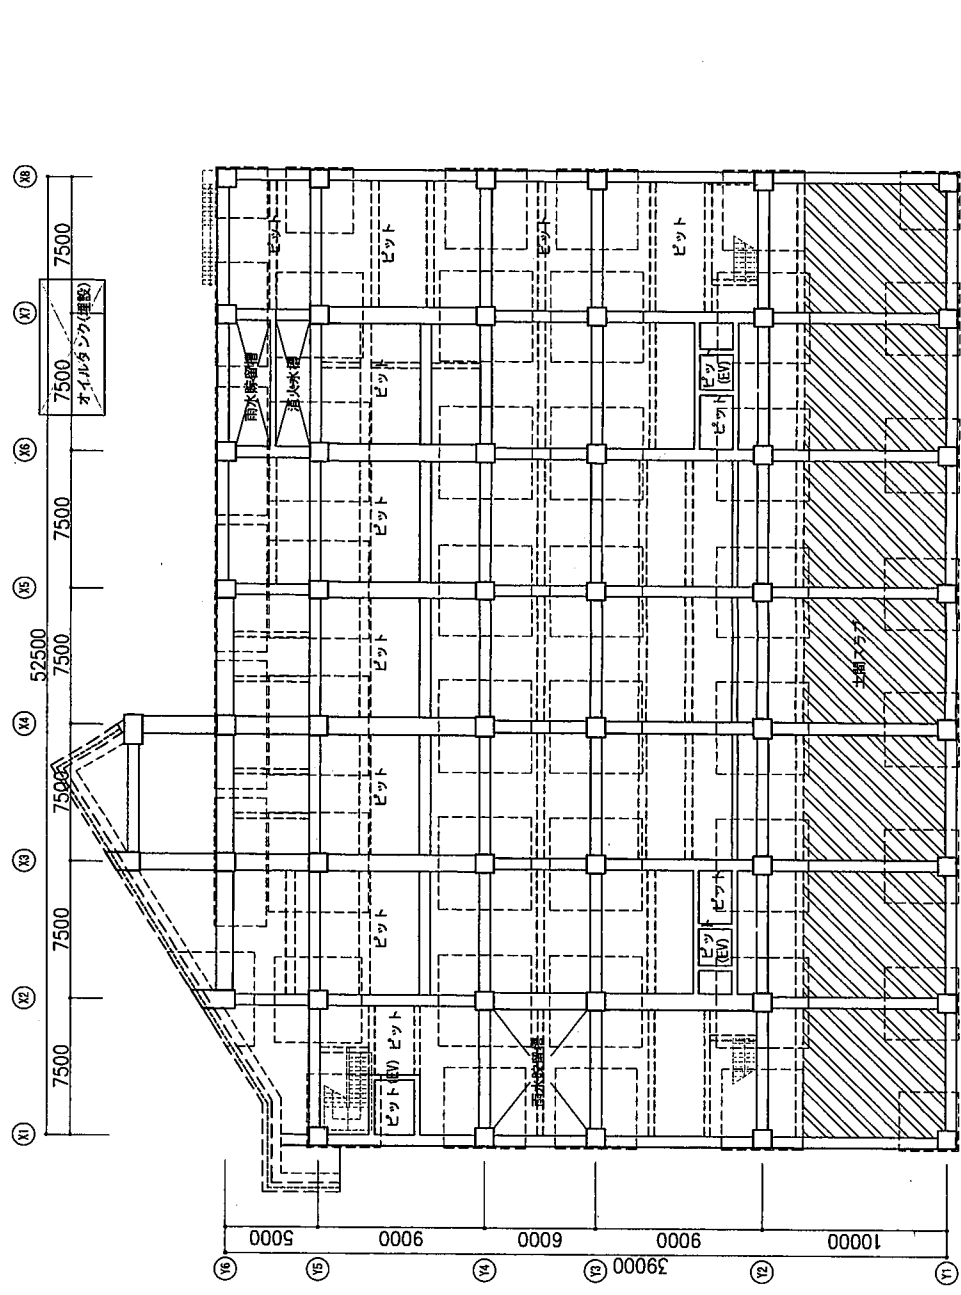 X8
X7
X6
X5
X4
X3
X2
X1
7500
7500
7500
7500
7500
7500
7500
52500
オイルタンク(埋設)
雨水貯留槽
消火水槽
ピット
ピット
ピット
ピット
ピット
ピット
ピット
ピット
ピット
ピット
ピット
(EV)
ピット
ピット
ピット
(EV)
ピット(EV)
ピット
雨水貯留槽
土間スラブ
5000
9000
6000
9000
10000
39000
Y6
Y5
Y4
Y3
Y2
Y1